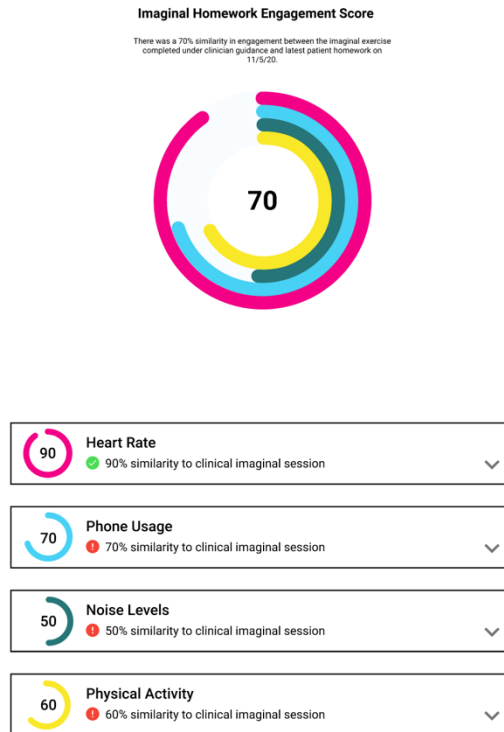 Imaginal Homework Engagement Score
There was a 70% similarity in engagement between the imaginal exercise
completed under clinician guidance and latest patient homework on
11/5/20.
70
90
Heart Rate
90% similarity to clinical imaginal session
70
Phone Usage
70% similarity to clinical imaginal session
50
Noise Levels
50% similarity to clinical imaginal session
60
Physical Activity
60% similarity to clinical imaginal session